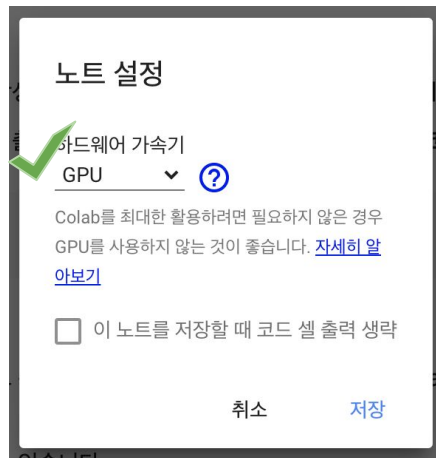 노트 설정
하드웨어 가속기
GPU
Colab를 최대한 활용하려면 필요하지 않은 경우
GPU를 사용하지 않는 것이 좋습니다. 자세히 알
아보기
이 노트를 저장할 때 코드 셀 출력 생략
취소 저장